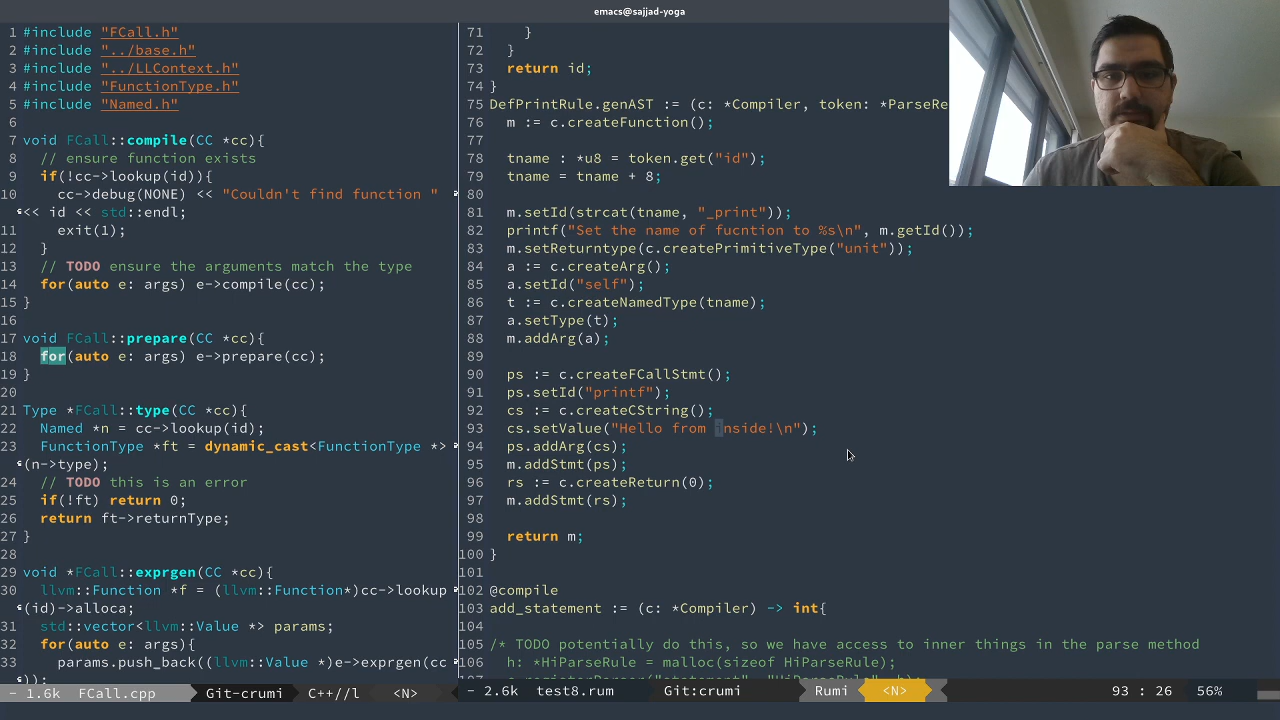 emacs@sajjad-yoga
1 #include "FCall.h"
2 #include "../base.h"
3 #include "../LLContext.h"
4 #include "FunctionType.h"
5 #include "Named.h"
6
7 void FCall::compile(CC *cc){
8   // ensure function exists
9   if(!cc->lookup(id)){
10     cc->debug(NONE) << "Couldn't find function "
<< id << std::endl;
11     exit(1);
12   }
13   // TODO ensure the arguments match the type
14   for(auto e: args) e->compile(cc);
15 }
16
17 void FCall::prepare(CC *cc){
18   for(auto e: args) e->prepare(cc);
19 }
20
21 Type *FCall::type(CC *cc){
22   Named *n = cc->lookup(id);
23   FunctionType *ft = dynamic_cast<FunctionType *>
(n->type);
24   // TODO this is an error
25   if(!ft) return 0;
26   return ft->returnType;
27 }
28
29 void *FCall::exprgen(CC *cc){
30   llvm::Function *f = (llvm::Function*)cc->lookup
(id)->alloca;
31   std::vector<llvm::Value *> params;
32   for(auto e: args){
33     params.push_back((llvm::Value *)e->exprgen(cc
));
- 1.6k FCall.cpp Git-crumi C++//l <N>
71     }
72   }
73   return id;
74 }
75 DefPrintRule.genAST := (c: *Compiler, token: *ParseRe
76   m := c.createFunction();
77
78   tname : *u8 = token.get("id");
79   tname = tname + 8;
80
81   m.setId(strcat(tname, "_print"));
82   printf("Set the name of fucntion to %s\n", m.getId());
83   m.setReturntype(c.createPrimitiveType("unit"));
84   a := c.createArg();
85   a.setId("self");
86   t := c.createNamedType(tname);
87   a.setType(t);
88   m.addArg(a);
89
90   ps := c.createFCallStmt();
91   ps.setId("printf");
92   cs := c.createCString();
93   cs.setValue("Hello from inside!\n");
94   ps.addArg(cs);
95   m.addStmt(ps);
96   rs := c.createReturn(0);
97   m.addStmt(rs);
98
99   return m;
100 }
101
102 @compile
103 add_statement := (c: *Compiler) -> int{
104
105 /* TODO potentially do this, so we have access to inner things in the parse method
106   h: *HiParseRule = malloc(sizeof HiParseRule);
- 2.6k test8.rum Git:crumi Rumi <N> 93 : 26 56%